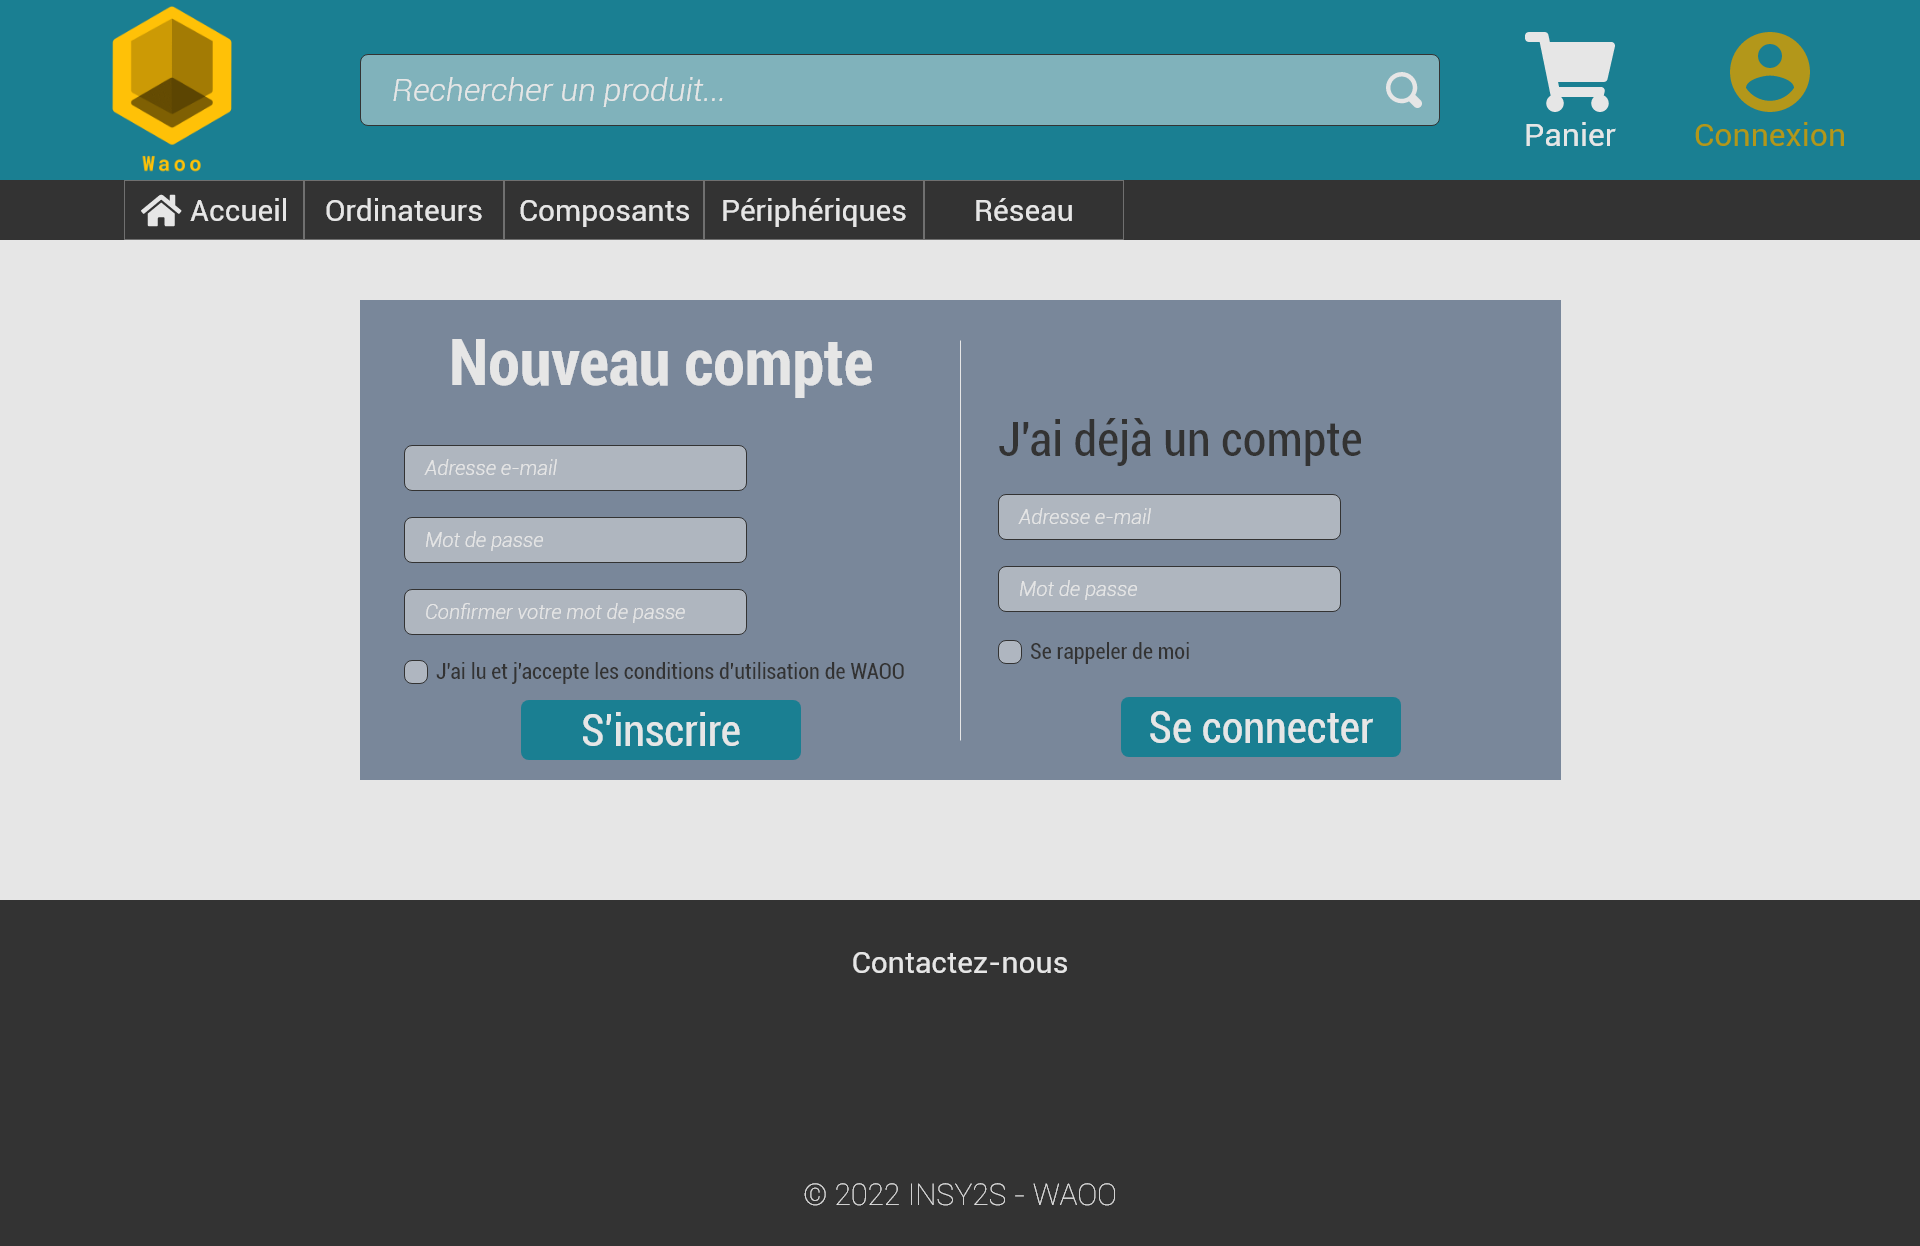 Waoo
Rechercher un produit...
Panier
Connexion
Accueil
Ordinateurs
Composants
Périphériques
Réseau
Nouveau compte
Adresse e-mail
Mot de passe
Confirmer votre mot de passe
J'ai lu et j'accepte les conditions d'utilisation de WAOO
S'inscrire
J'ai déjà un compte
Adresse e-mail
Mot de passe
Se rappeler de moi
Se connecter
Contactez-nous
© 2022 INSY2S - WAOO